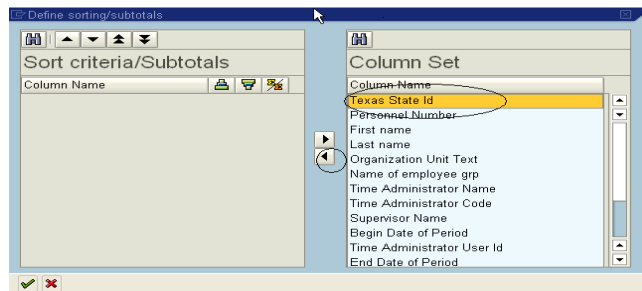 Define sorting/subtotals
Sort criteria/Subtotals
Column Name
Column Set
Column Name
Texas State Id
Personnel Number
First name
Last name
Organization Unit Text
Name of employee grp
Time Administrator Name
Time Administrator Code
Supervisor Name
Begin Date of Period
Time Administrator User Id
End Date of Period